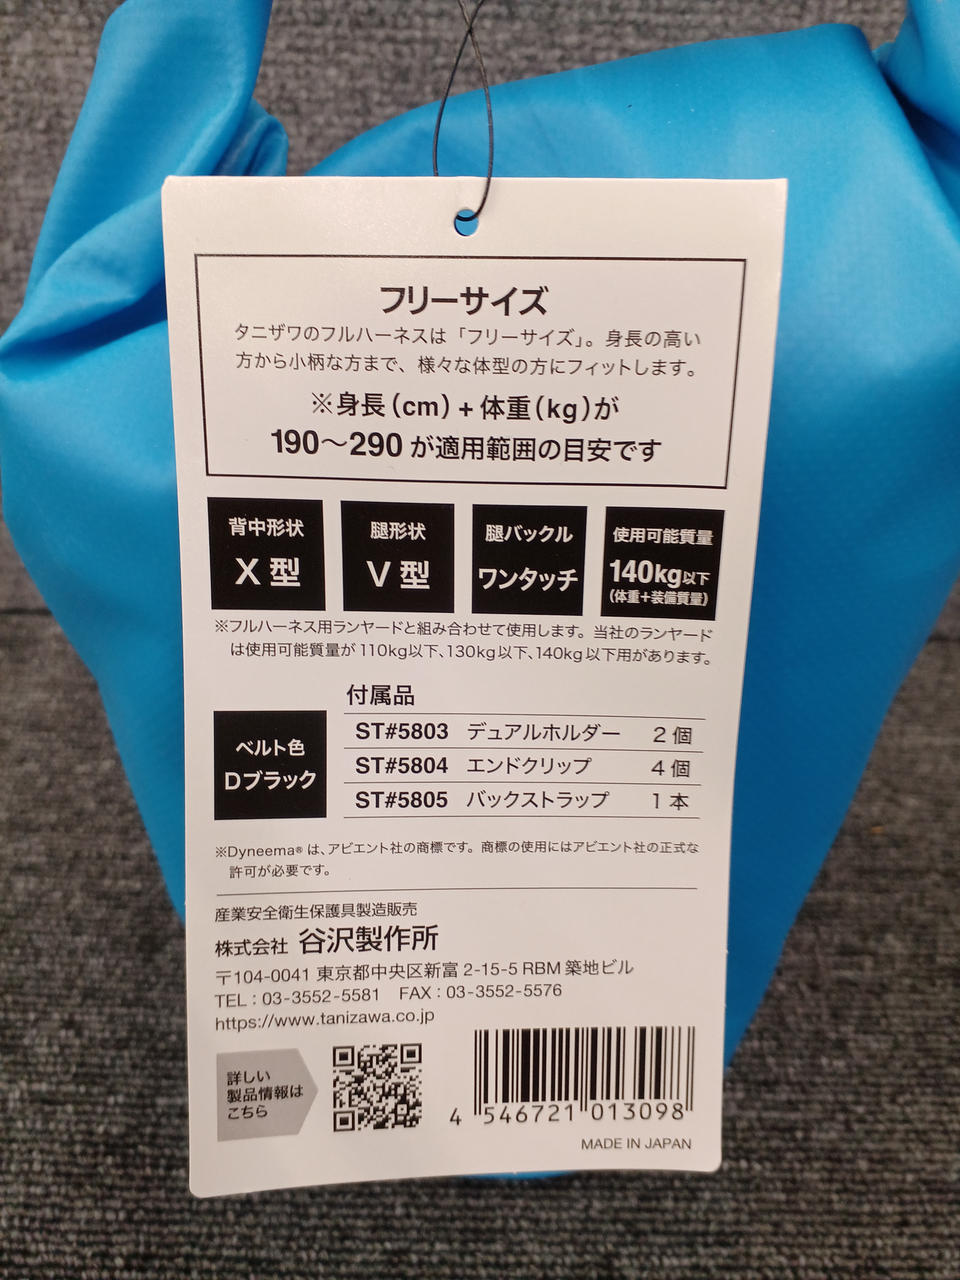 フリーサイズ
タニザワのフルハーネスは「フリーサイズ」。身長の高い
方から小柄な方まで、様々な体型の方にフィットします。
※身長(cm)+体重(kg)が
190〜290が適用範囲の目安です
背中形状
X型
腿形状
V型
腿バックル
ワンタッチ
使用可能質量
140kg以下
(体重+装備質量)
※フルハーネス用ランヤードと組み合わせて使用します。当社のランヤード
は使用可能質量が110kg以下、130kg以下、140kg以下用があります。
付属品
ベルト色
Dブラック
ST#5803 デュアルホルダー 2個
ST#5804 エンドクリップ 4個
ST#5805 バックストラップ 1本
※Dyneema®は、アビエント社の商標です。商標の使用にはアビエント社の正式な
許可が必要です。
産業安全衛生保護具製造販売
株式会社 谷沢製作所
〒104-0041 東京都中央区新富2-15-5 RBM築地ビル
TEL:03-3552-5581 FAX:03-3552-5576
https://www.tanizawa.co.jp
詳しい
製品情報は
こちら
4 546721 013098
MADE IN JAPAN